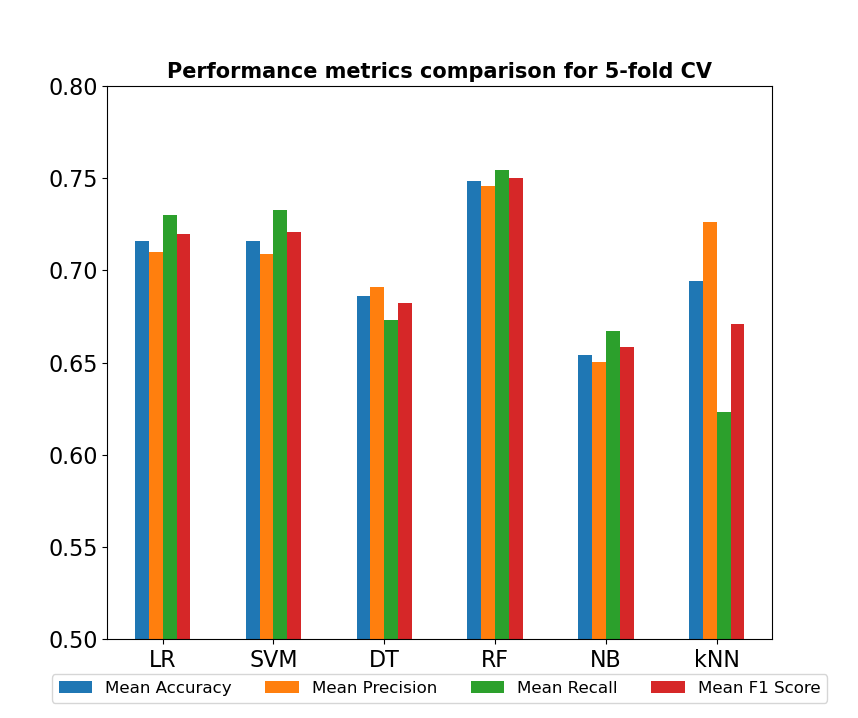 Performance metrics comparison for 5-fold CV
0.80
0.75
0.70
0.65
0.60
0.55
0.50
LR SVM DT RF NB kNN
Mean Accuracy Mean Precision Mean Recall Mean F1 Score